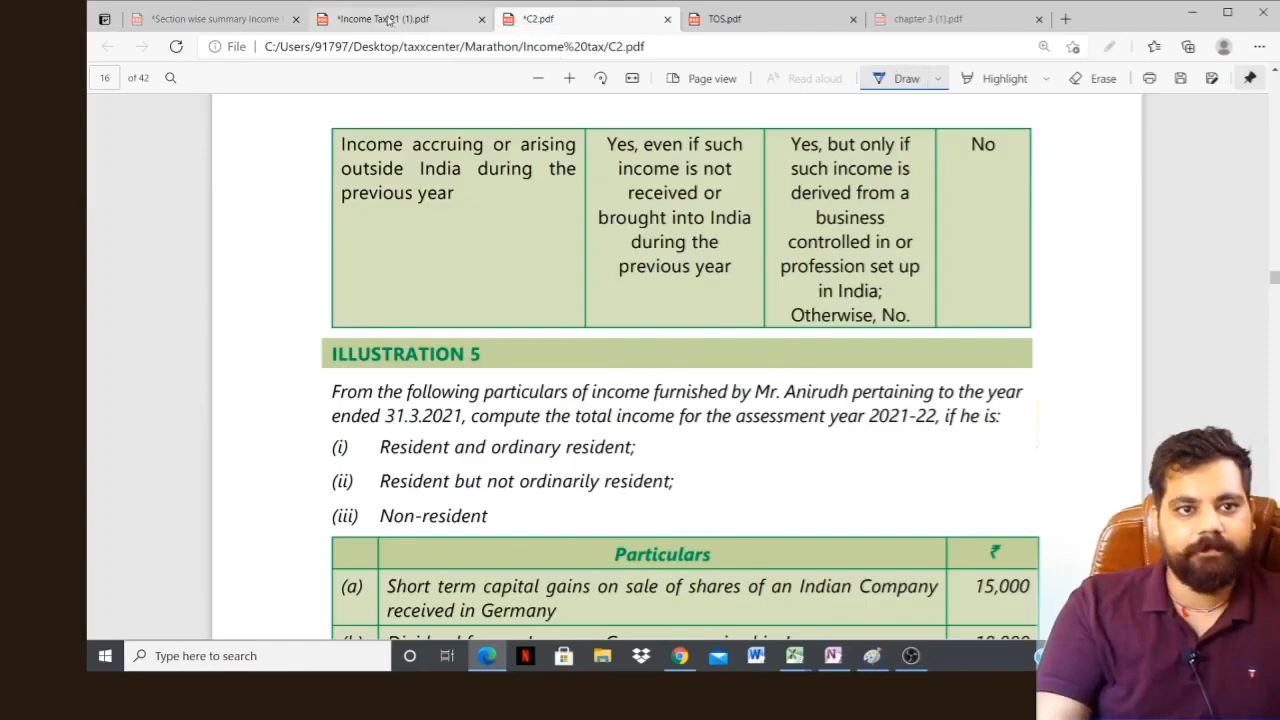 *Section wise summary Income
*Income Tax 91 (1).pdf
*C2.pdf
TOS.pdf
chapter 3 (1).pdf
File
C:/Users/91797/Desktop/taxxcenter/Marathon/Income%20tax/C2.pdf
16 of 42
Page view
Read aloud
Draw
Highlight
Erase
Income accruing or arising outside India during the previous year
Yes, even if such income is not received or brought into India during the previous year
Yes, but only if such income is derived from a business controlled in or profession set up in India; Otherwise, No.
No
ILLUSTRATION 5
From the following particulars of income furnished by Mr. Anirudh pertaining to the year
ended 31.3.2021, compute the total income for the assessment year 2021-22, if he is:
(i) Resident and ordinary resident;
(ii) Resident but not ordinarily resident;
(iii) Non-resident
Particulars ₹
(a) Short term capital gains on sale of shares of an Indian Company 15,000
received in Germany
Type here to search